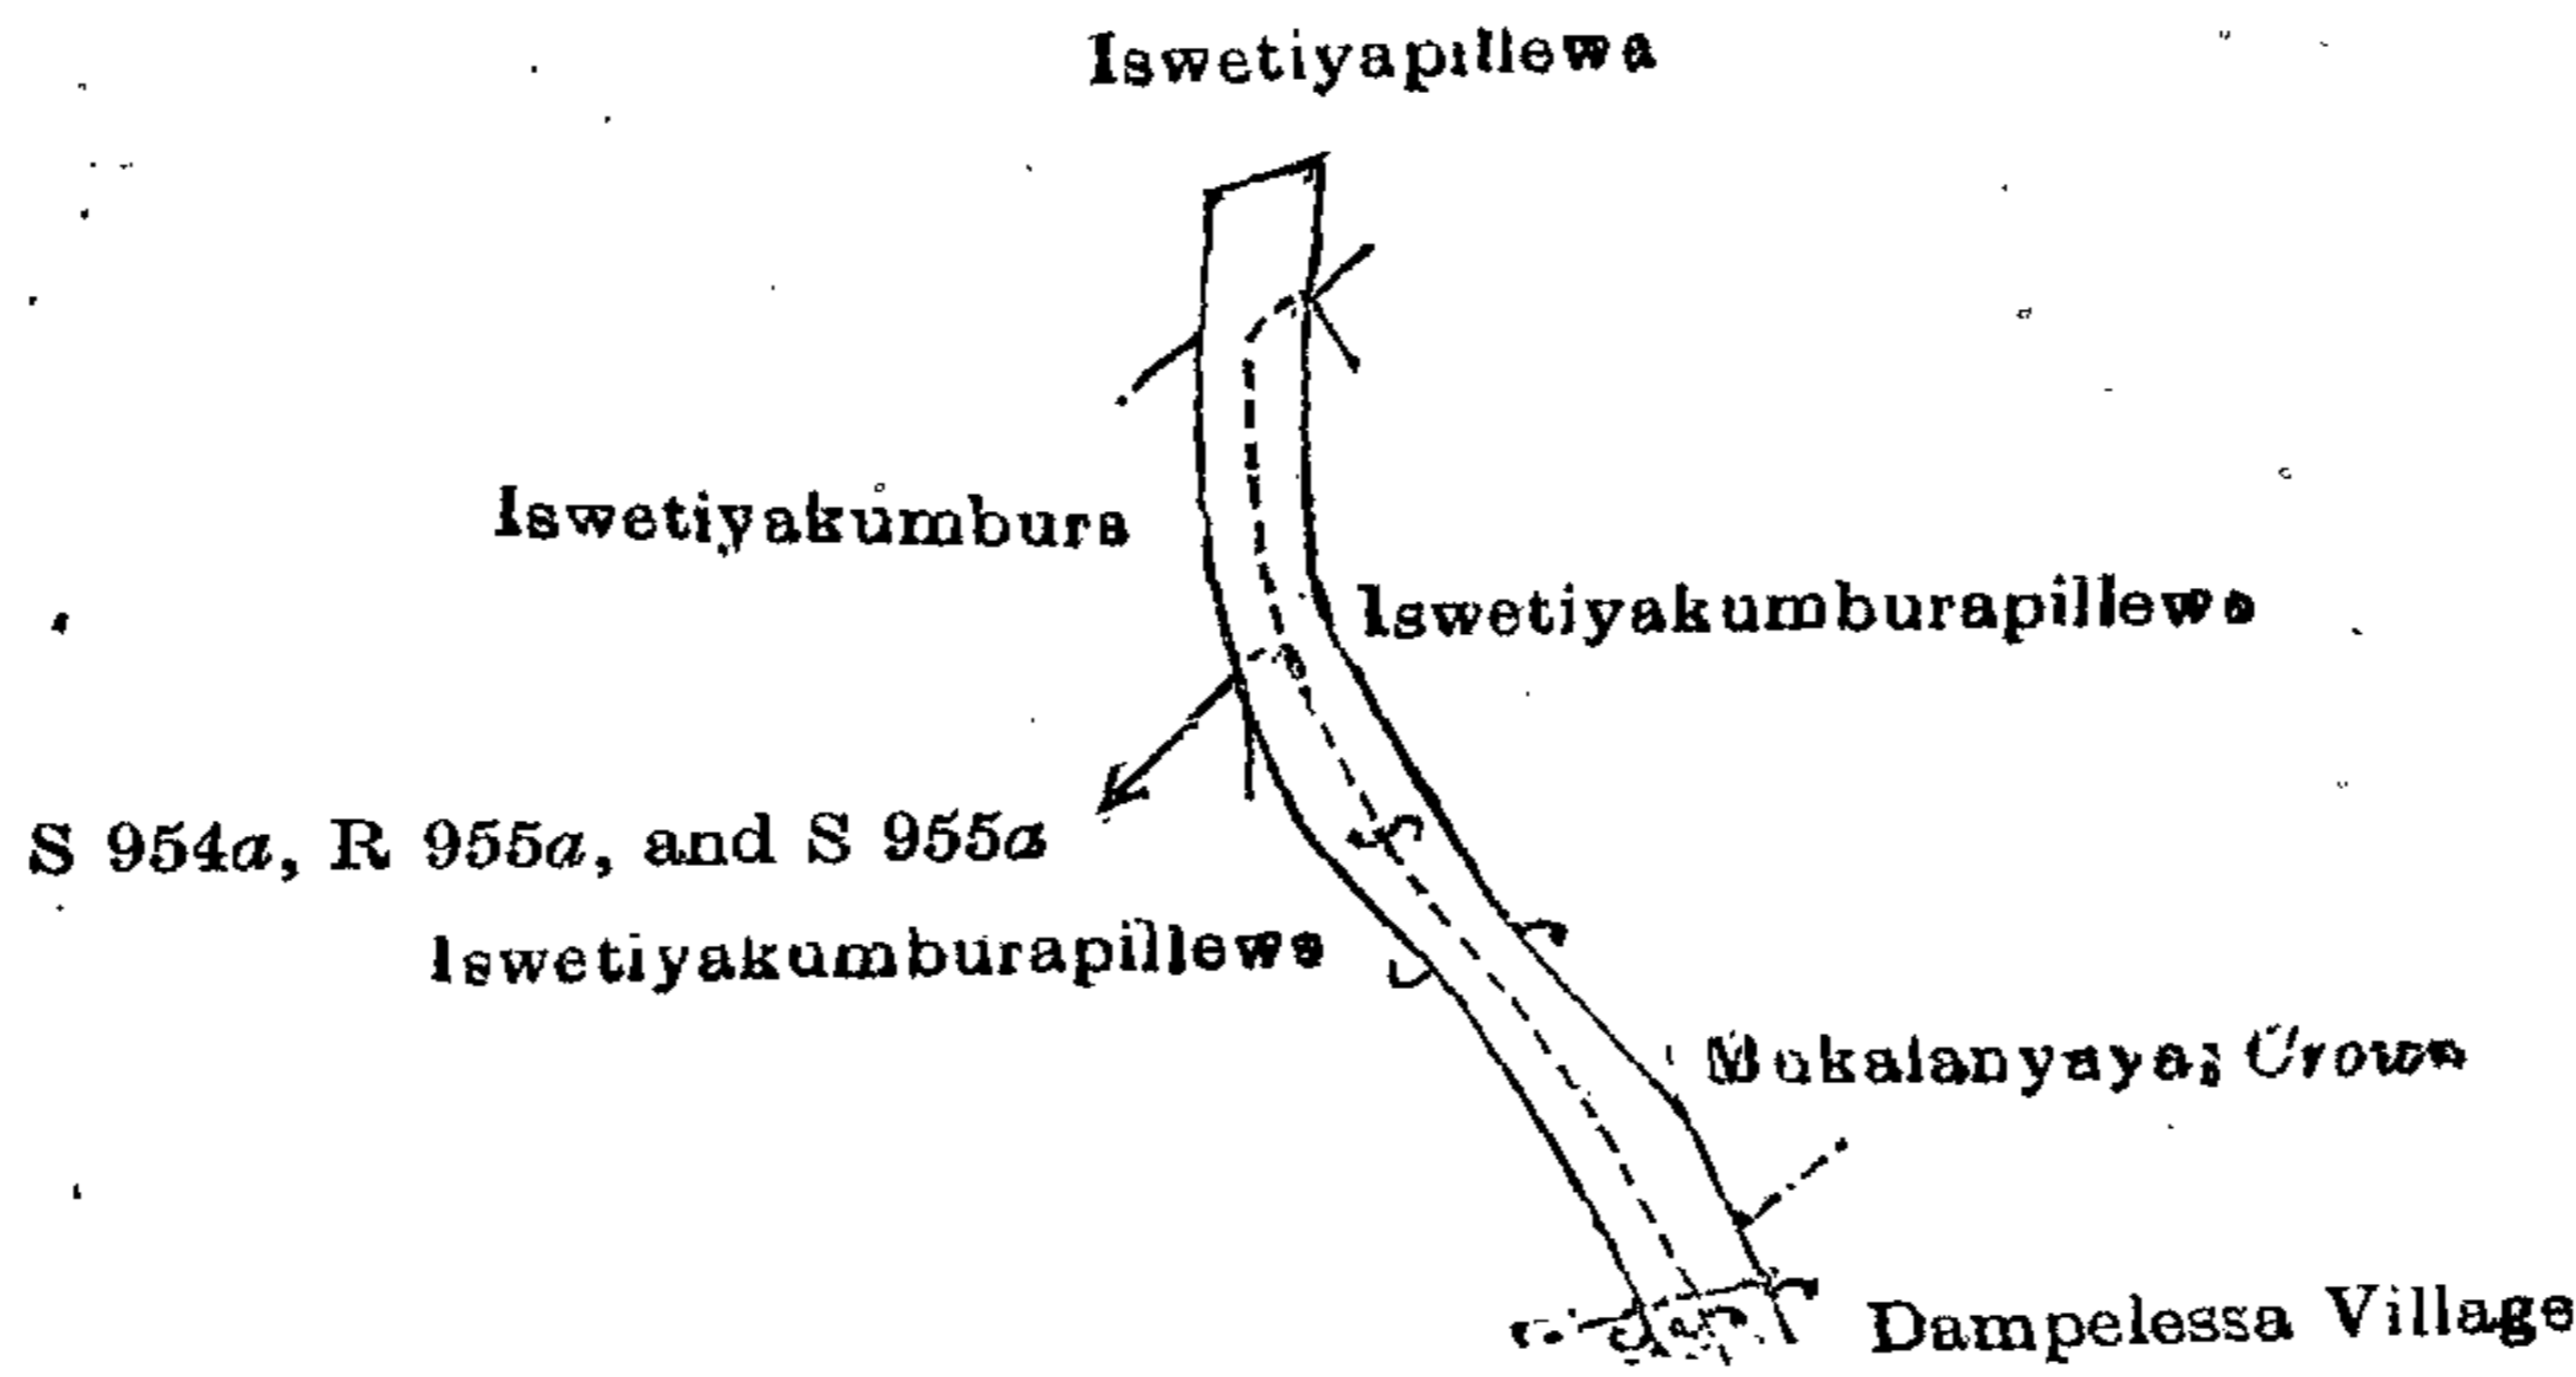 Iswetiyapillewa
Iswetiyakumbura
Iswetiyakumburapillewa
S 954a, R 955a, and S 955a
Iswetiyakumburapillewa
Mukalanyaya, Crown
Dampelessa Village